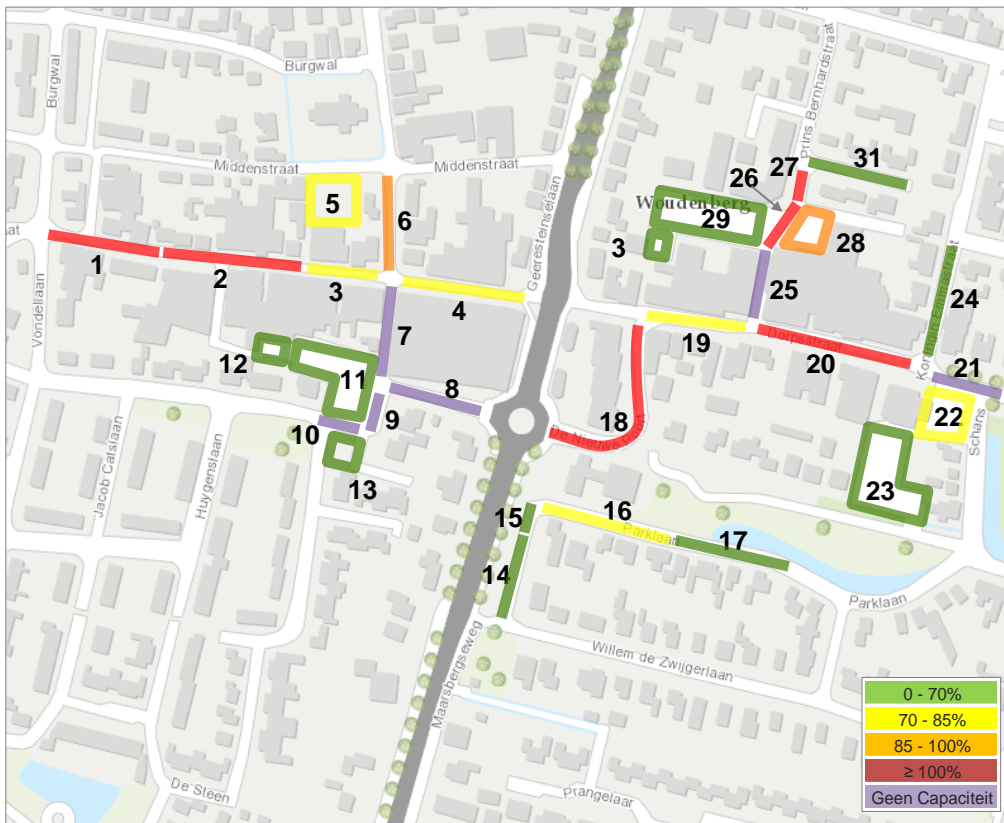 Burgwal
Burgwal
Middenstraat
Middenstraat
Geeresteinselaan
Prins Bernhardstraat
Woudenberg
aat
Vondellaan
Jacob Catslaan
Huygenslaan
De Nieuwe Poort
Dorpsstraat
Schans
Parklaan
Parklaan
Willem de Zwijgerlaan
Maarsbergseweg
De Steen
Prangelaar
1
2
3
4
5
6
7
8
9
10
11
12
13
14
15
16
17
18
19
20
21
22
23
24
25
26
27
28
29
3
31
0 - 70%
70 - 85%
85 - 100%
≥ 100%
Geen Capaciteit